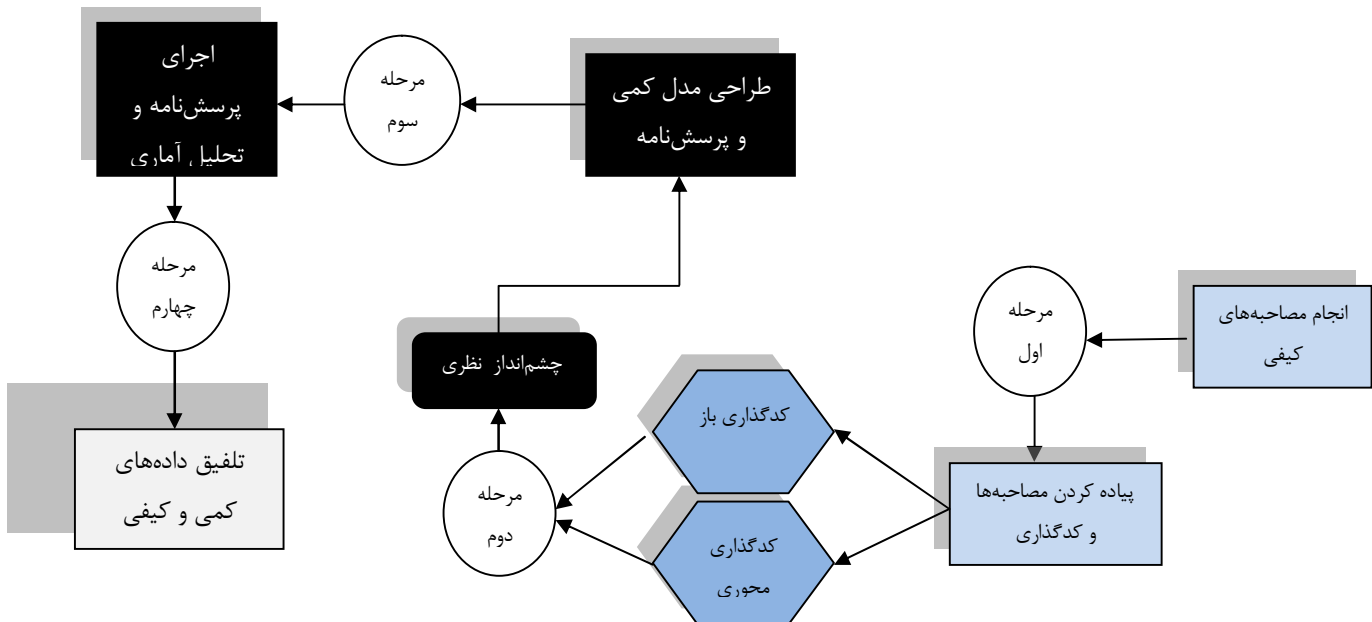 انجام مصاحبه‌های
کیفی
مرحله
اول
پیاده کردن مصاحبه‌ها
و کدگذاری
کدگذاری باز
کدگذاری
محوری
مرحله
دوم
چشم‌انداز نظری
طراحی مدل کمی
و پرسش‌نامه
مرحله
سوم
اجرای
پرسش‌نامه و
تحلیل آماری
مرحله
چهارم
تلفیق داده‌های
کمی و کیفی